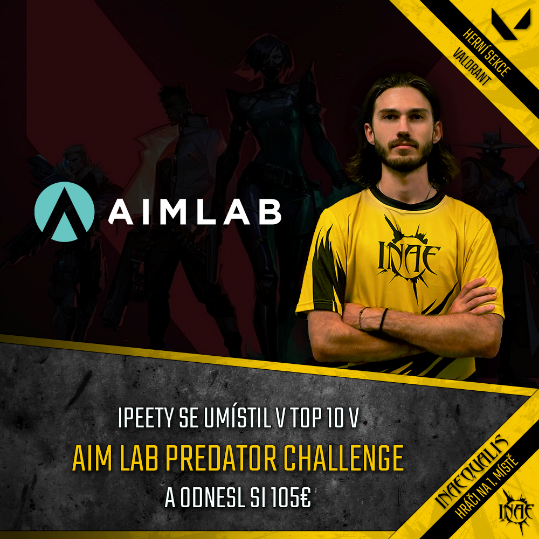 HERNÍ SEKCE
VALORANT
AIMLAB
INAE
IPEETY SE UMÍSTIL V TOP 10 V
AIM LAB PREDATOR CHALLENGE
A ODNESL SI 105€
INAEQUALIS
HRÁČI NA 1. MÍSTĚ
INAE